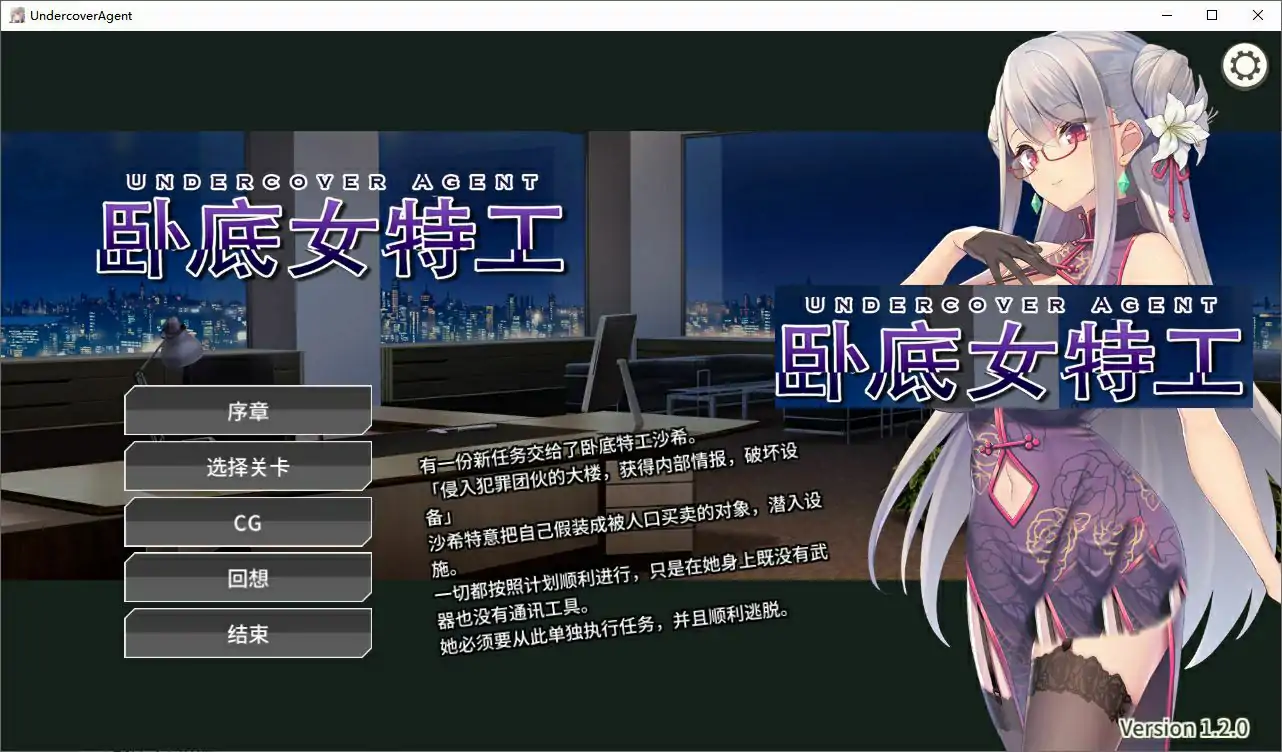 UndercoverAgent
UNDERCOVER AGENT
卧底女特工
UNDERCOVER AGENT
卧底女特工
序章
选择关卡
CG
回想
结束
有一份新任务交给了卧底特工沙希。
「侵入犯罪团伙的大楼，获得内部情报，破坏设
备」
沙希特意把自己假装成被人口买卖的对象，潜入设
施。
一切都按照计划顺利进行，只是在她身上既没有武
器也没有通讯工具。
她必须要从此单独执行任务，并且顺利逃脱。
Version 1.2.0